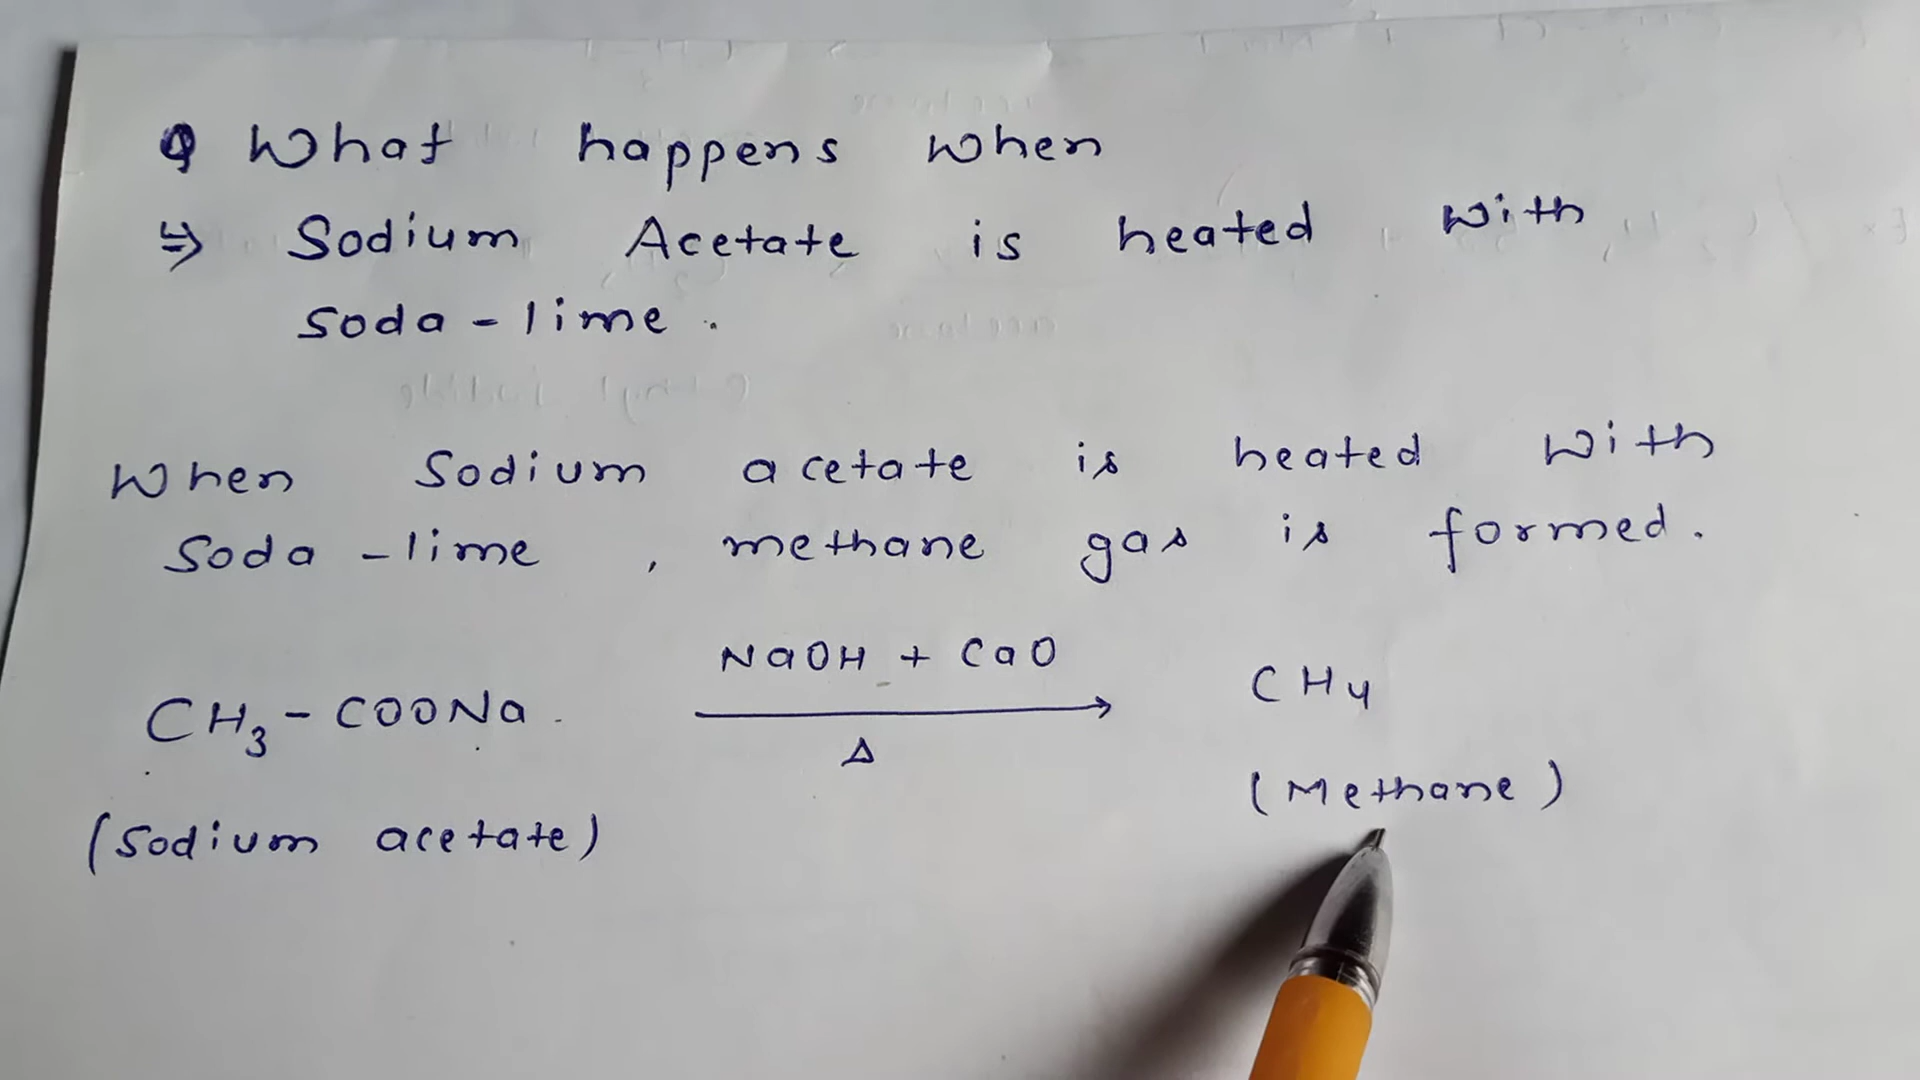 Q What happens when
⇒ Sodium Acetate is heated with
soda-lime.
When sodium acetate is heated with
soda-lime, methane gas is formed.
NaOH + CaO
CH3-COONa → CH4
Δ
(Sodium acetate) (Methane)